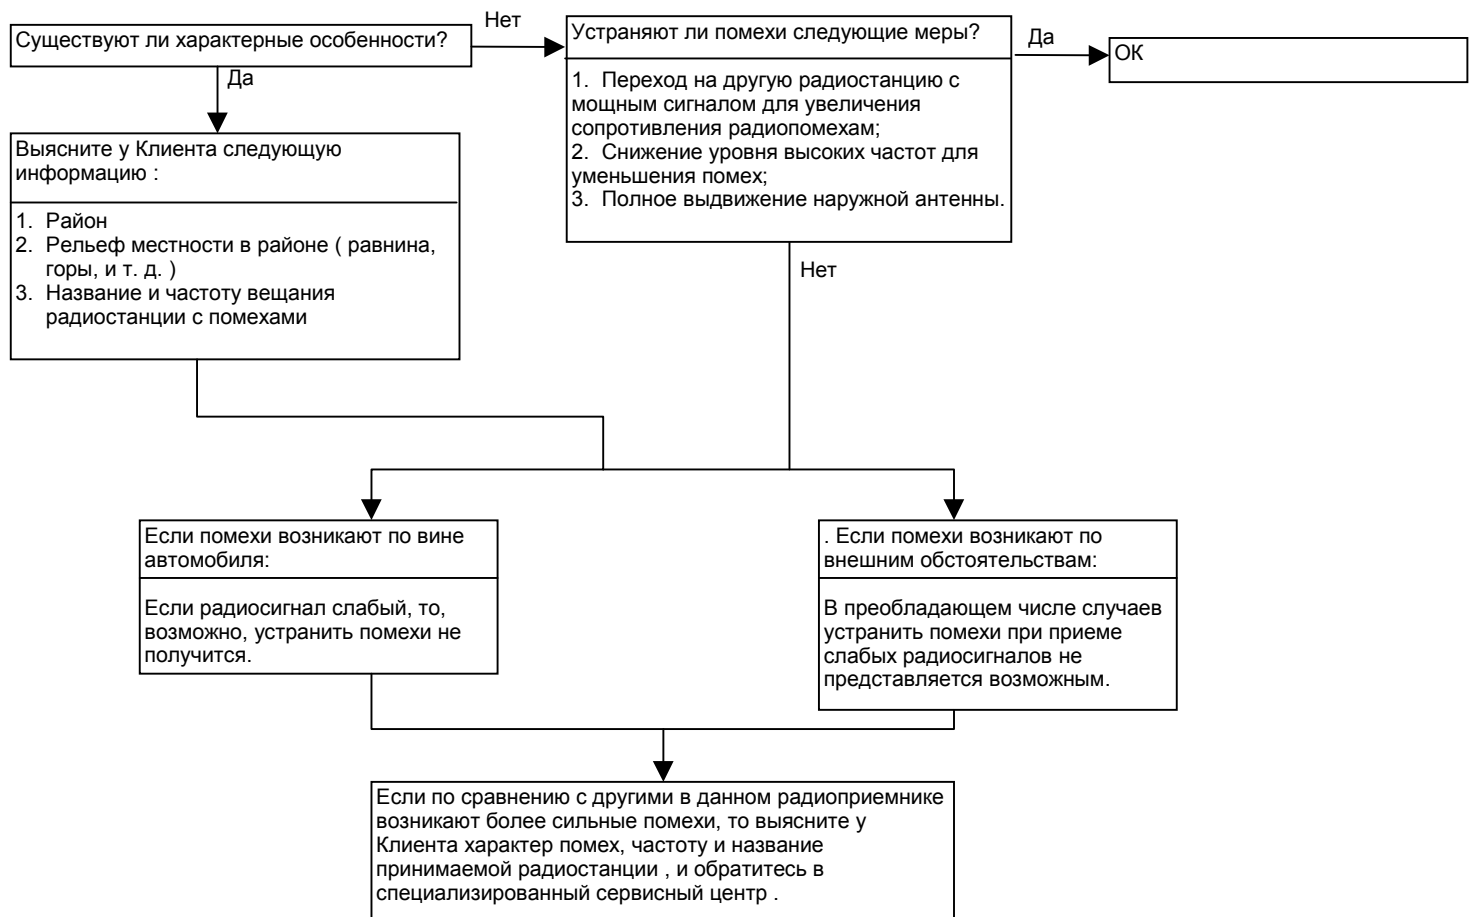 Существуют ли характерные особенности?
Нет
Устраняют ли помехи следующие меры?
Да
ОК
Да
1. Переход на другую радиостанцию с
мощным сигналом для увеличения
сопротивления радиопомехам;
2. Снижение уровня высоких частот для
уменьшения помех;
3. Полное выдвижение наружной антенны.
Выясните у Клиента следующую
информацию :
1. Район
2. Рельеф местности в районе ( равнина,
горы, и т. д. )
3. Название и частоту вещания
радиостанции с помехами
Нет
Если помехи возникают по вине
автомобиля:
Если радиосигнал слабый, то,
возможно, устранить помехи не
получится.
. Если помехи возникают по
внешним обстоятельствам:
В преобладающем числе случаев
устранить помехи при приеме
слабых радиосигналов не
представляется возможным.
Если по сравнению с другими в данном радиоприемнике
возникают более сильные помехи, то выясните у
Клиента характер помех, частоту и название
принимаемой радиостанции , и обратитесь в
специализированный сервисный центр .